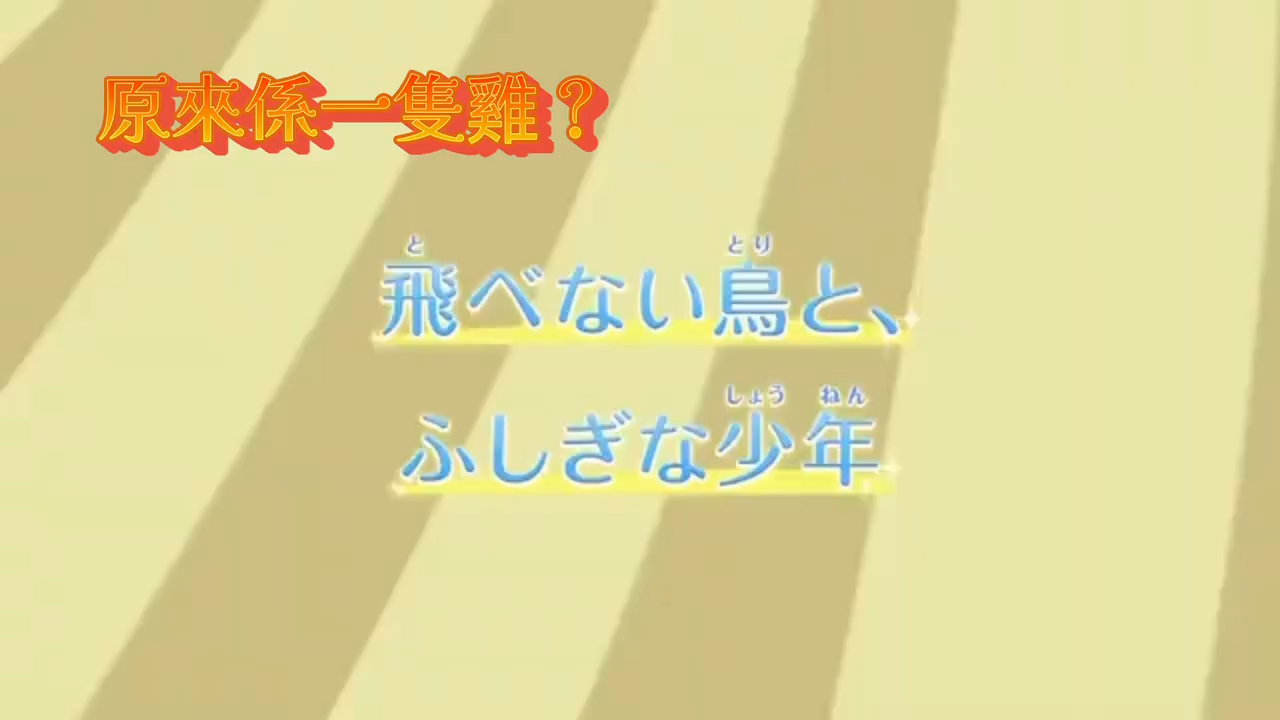 原來係一隻雞？
と とり
飛べない鳥と、
しょう ねん
ふしぎな少年